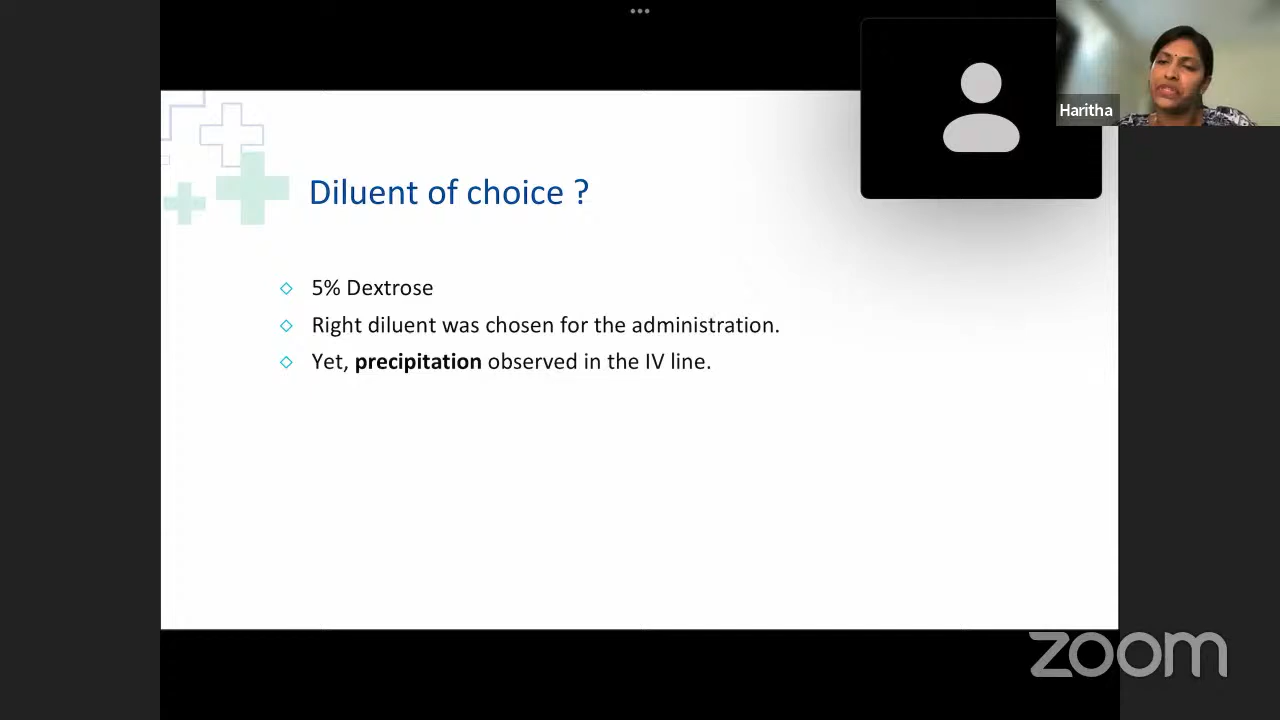 Haritha
Diluent of choice ?
5% Dextrose
Right diluent was chosen for the administration.
Yet, precipitation observed in the IV line.
zoom